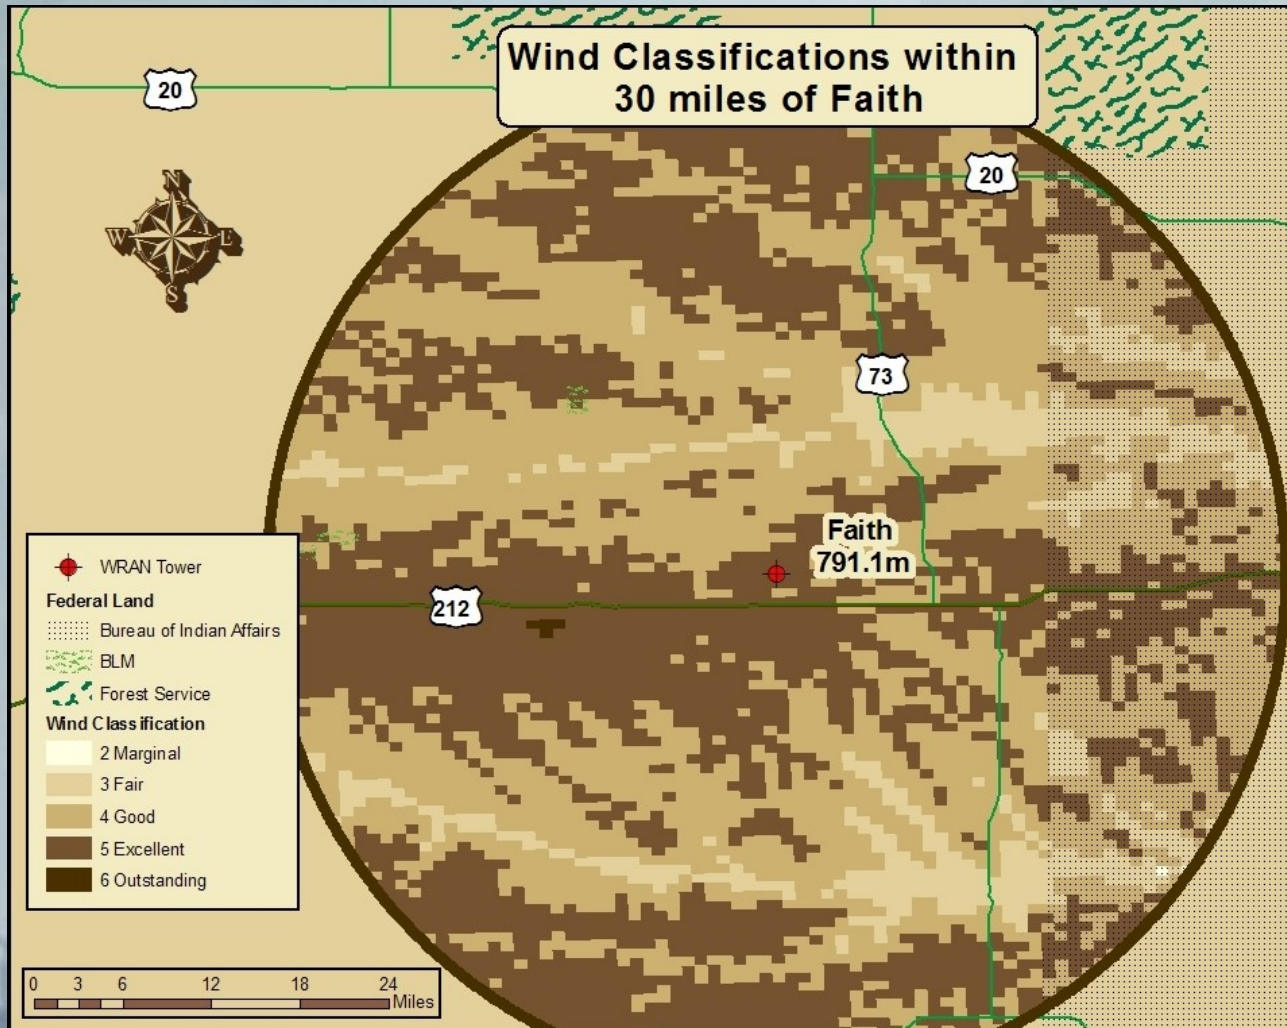 Wind Classifications within
30 miles of Faith
20
20
N
W E
S
73
Faith
791.1m
212
WRAN Tower
Federal Land
Bureau of Indian Affairs
BLM
Forest Service
Wind Classification
2 Marginal
3 Fair
4 Good
5 Excellent
6 Outstanding
0 3 6 12 18 24
Miles